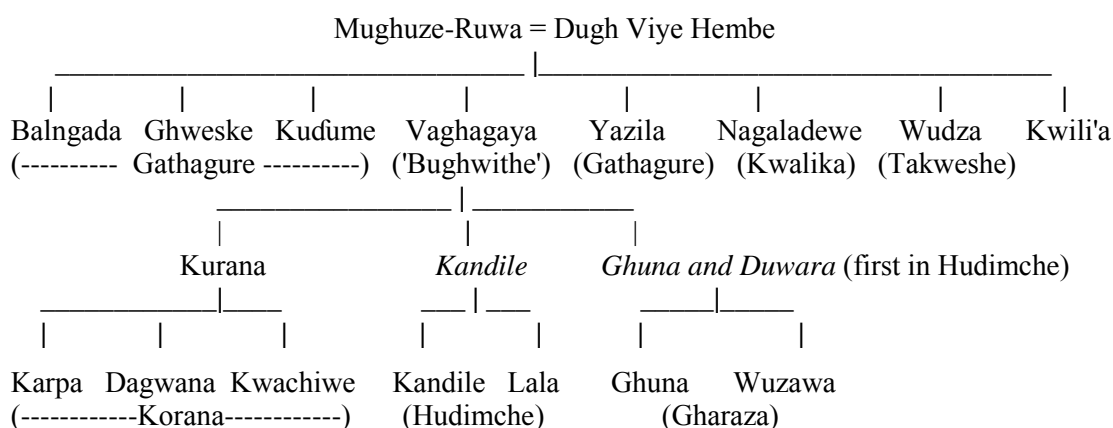 Mughuze-Ruwa = Dugh Viye Hembe
Balngada Ghweske Kuɗume Vaghagaya Yazila Nagaladewe Wudza Kwili'a
(---------- Gathagure ----------) ('Bughwithe') (Gathagure) (Kwalika) (Takweshe)
Kurana Kandile Ghuna and Duwara (first in Hudimche)
Karpa Dagwana Kwachiwe Kandile Lala Ghuna Wuzawa
(------------Korana------------) (Hudimche) (Gharaza)